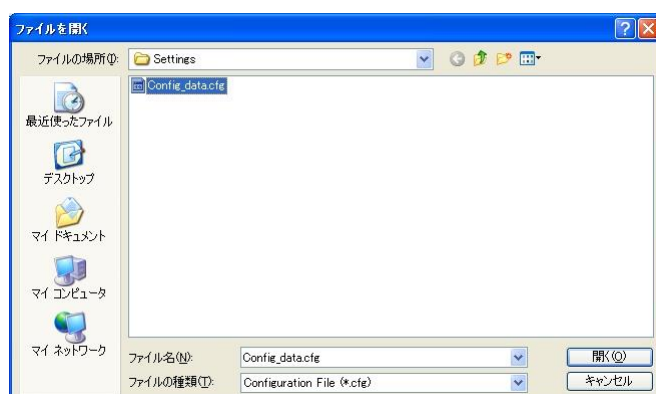 ファイルを開く
ファイルの場所(I):
Settings
Config_data.cfg
最近使ったファイル
デスクトップ
マイ ドキュメント
マイ コンピュータ
マイ ネットワーク
ファイル名(N):
Config_data.cfg
開く(O)
ファイルの種類(T):
Configuration File (*.cfg)
キャンセル